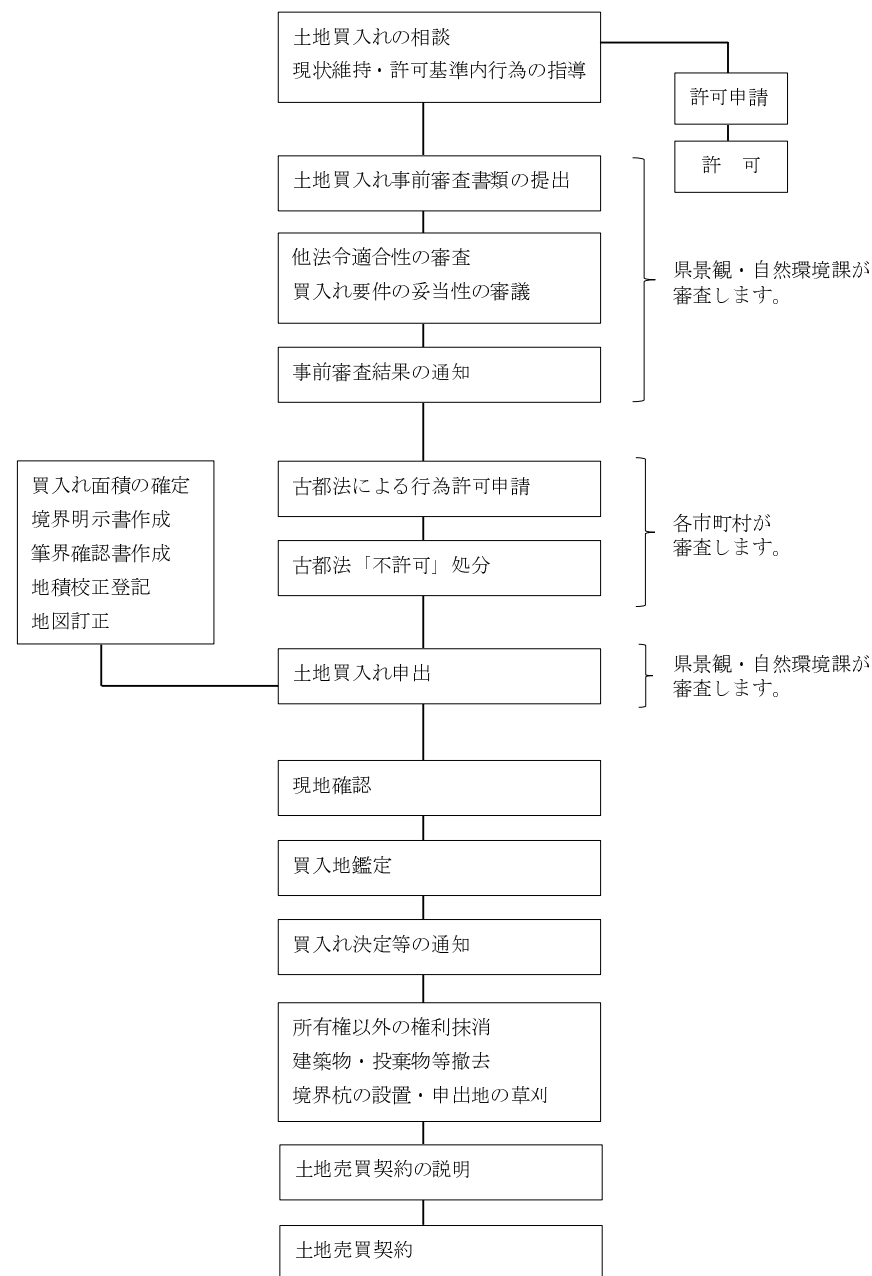 土地買入れの相談
現状維持・許可基準内行為の指導
許可申請
許　可
土地買入れ事前審査書類の提出
他法令適合性の審査
買入れ要件の妥当性の審議
事前審査結果の通知
県景観・自然環境課が
審査します。
買入れ面積の確定
境界明示書作成
筆界確認書作成
地積校正登記
地図訂正
古都法による行為許可申請
古都法「不許可」処分
各市町村が
審査します。
土地買入れ申出
県景観・自然環境課が
審査します。
現地確認
買入地鑑定
買入れ決定等の通知
所有権以外の権利抹消
建築物・投棄物等撤去
境界杭の設置・申出地の草刈
土地売買契約の説明
土地売買契約